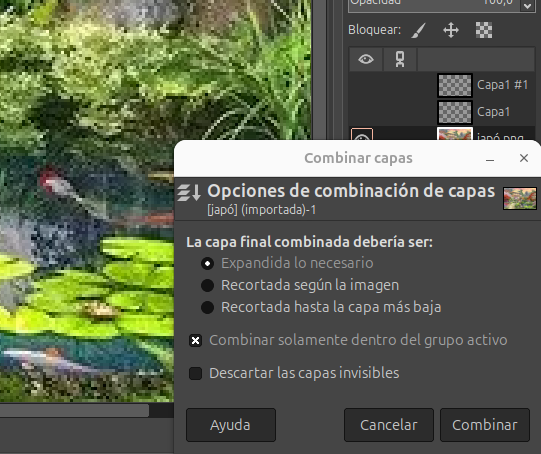 Opacidad 100,0
Bloquear:
Capa1 #1
Capa1
japó.png
Combinar capas
Opciones de combinación de capas
[japó] (importada)-1
La capa final combinada debería ser:
Expandida lo necesario
Recortada según la imagen
Recortada hasta la capa más baja
Combinar solamente dentro del grupo activo
Descartar las capas invisibles
Ayuda
Cancelar
Combinar